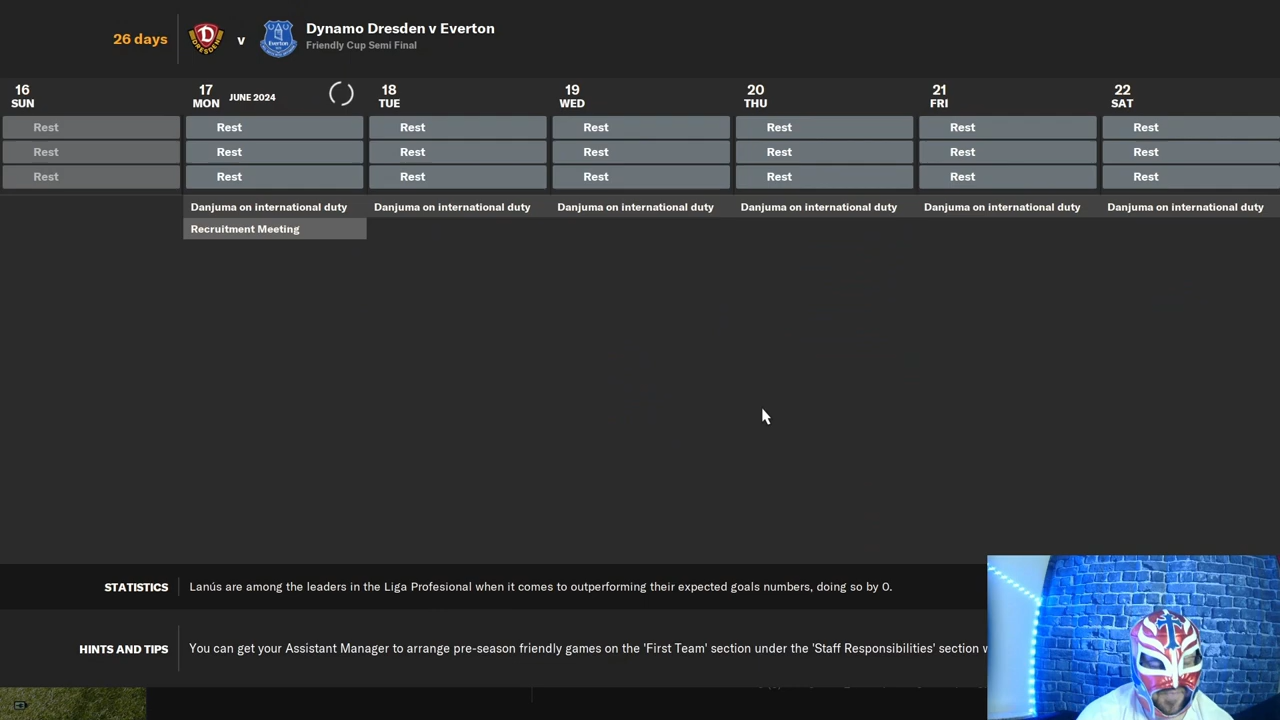 26 days
v
Dynamo Dresden v Everton
Friendly Cup Semi Final
16 SUN
17 MON JUNE 2024
18 TUE
19 WED
20 THU
21 FRI
22 SAT
Rest Rest Rest Rest Rest Rest Rest
Rest Rest Rest Rest Rest Rest Rest
Rest Rest Rest Rest Rest Rest Rest
Danjuma on international duty Danjuma on international duty Danjuma on international duty Danjuma on international duty Danjuma on international duty Danjuma on international duty
Recruitment Meeting
STATISTICS Lanús are among the leaders in the Liga Profesional when it comes to outperforming their expected goals numbers, doing so by 0.
HINTS AND TIPS You can get your Assistant Manager to arrange pre-season friendly games on the 'First Team' section under the 'Staff Responsibilities' section